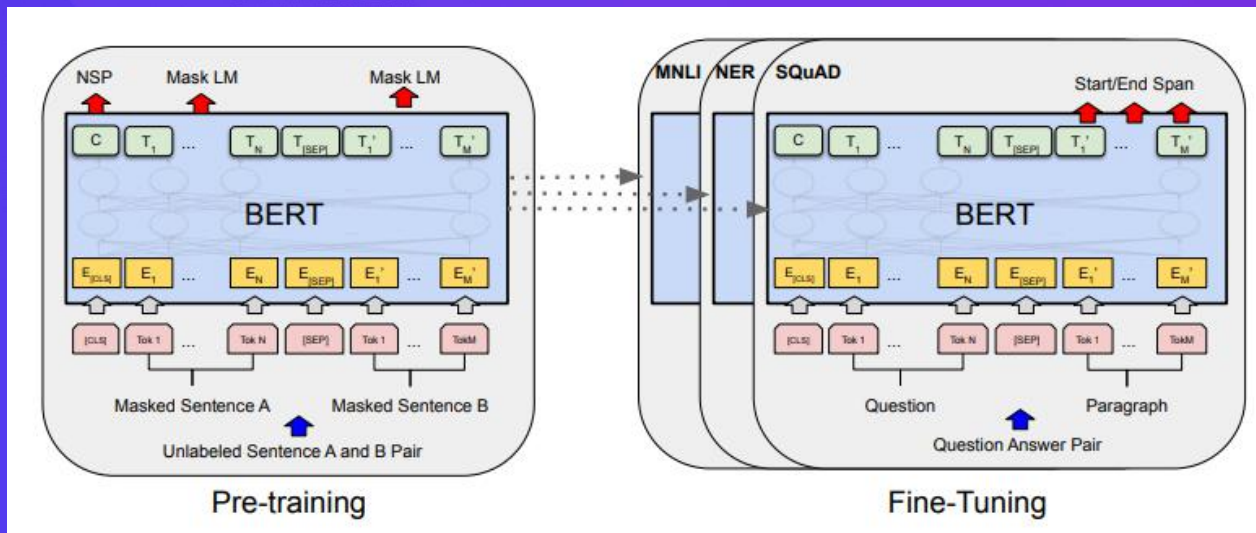 NSP Mask LM Mask LM
C T1 ... TN T[SEP] T1' ... TM'
BERT
E[CLS] E1 ... EN E[SEP] E1' ... EM'
[CLS] Tok 1 ... Tok N [SEP] Tok 1 ... TokM
Masked Sentence A Masked Sentence B
Unlabeled Sentence A and B Pair
Pre-training
MNLI NER SQuAD
Start/End Span
C T1 ... TN T[SEP] T1' ... TM'
BERT
E[CLS] E1 ... EN E[SEP] E1' ... EM'
[CLS] Tok 1 ... Tok N [SEP] Tok 1 ... TokM
Question Paragraph
Question Answer Pair
Fine-Tuning